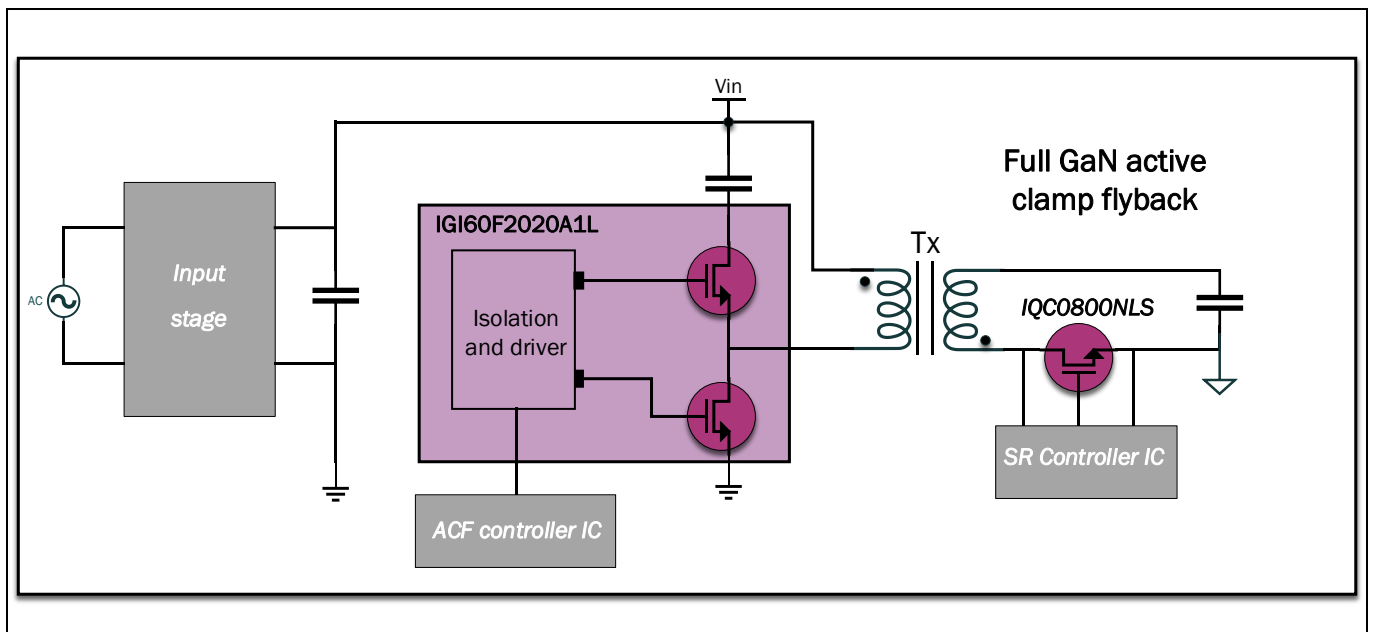 Vin
Full GaN active
clamp flyback
IGI60F2020A1L
Tx
Input
stage
AC
Isolation
and driver
IQC0800NLS
SR Controller IC
ACF controller IC